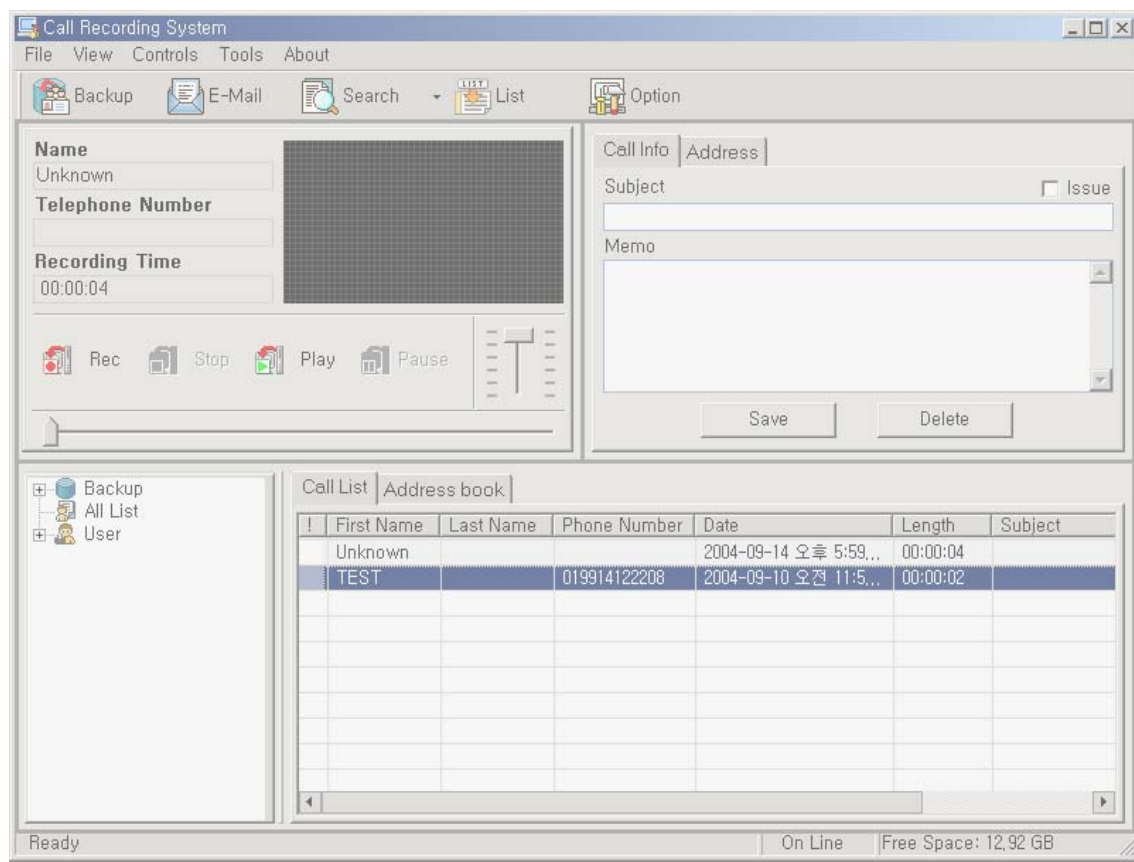 Call Recording System
File View Controls Tools About
Backup E-Mail Search LIST List Option
Name
Unknown
Telephone Number
Recording Time
00:00:04
Rec Stop Play Pause
Call Info Address
Subject Issue
Memo
Save Delete
Backup
All List
User
Call List Address book
! First Name Last Name Phone Number Date Length Subject
Unknown 2004-09-14 오후 5:59... 00:00:04
TEST 019914122208 2004-09-10 오전 11:5... 00:00:02
Ready On Line Free Space: 12,92 GB